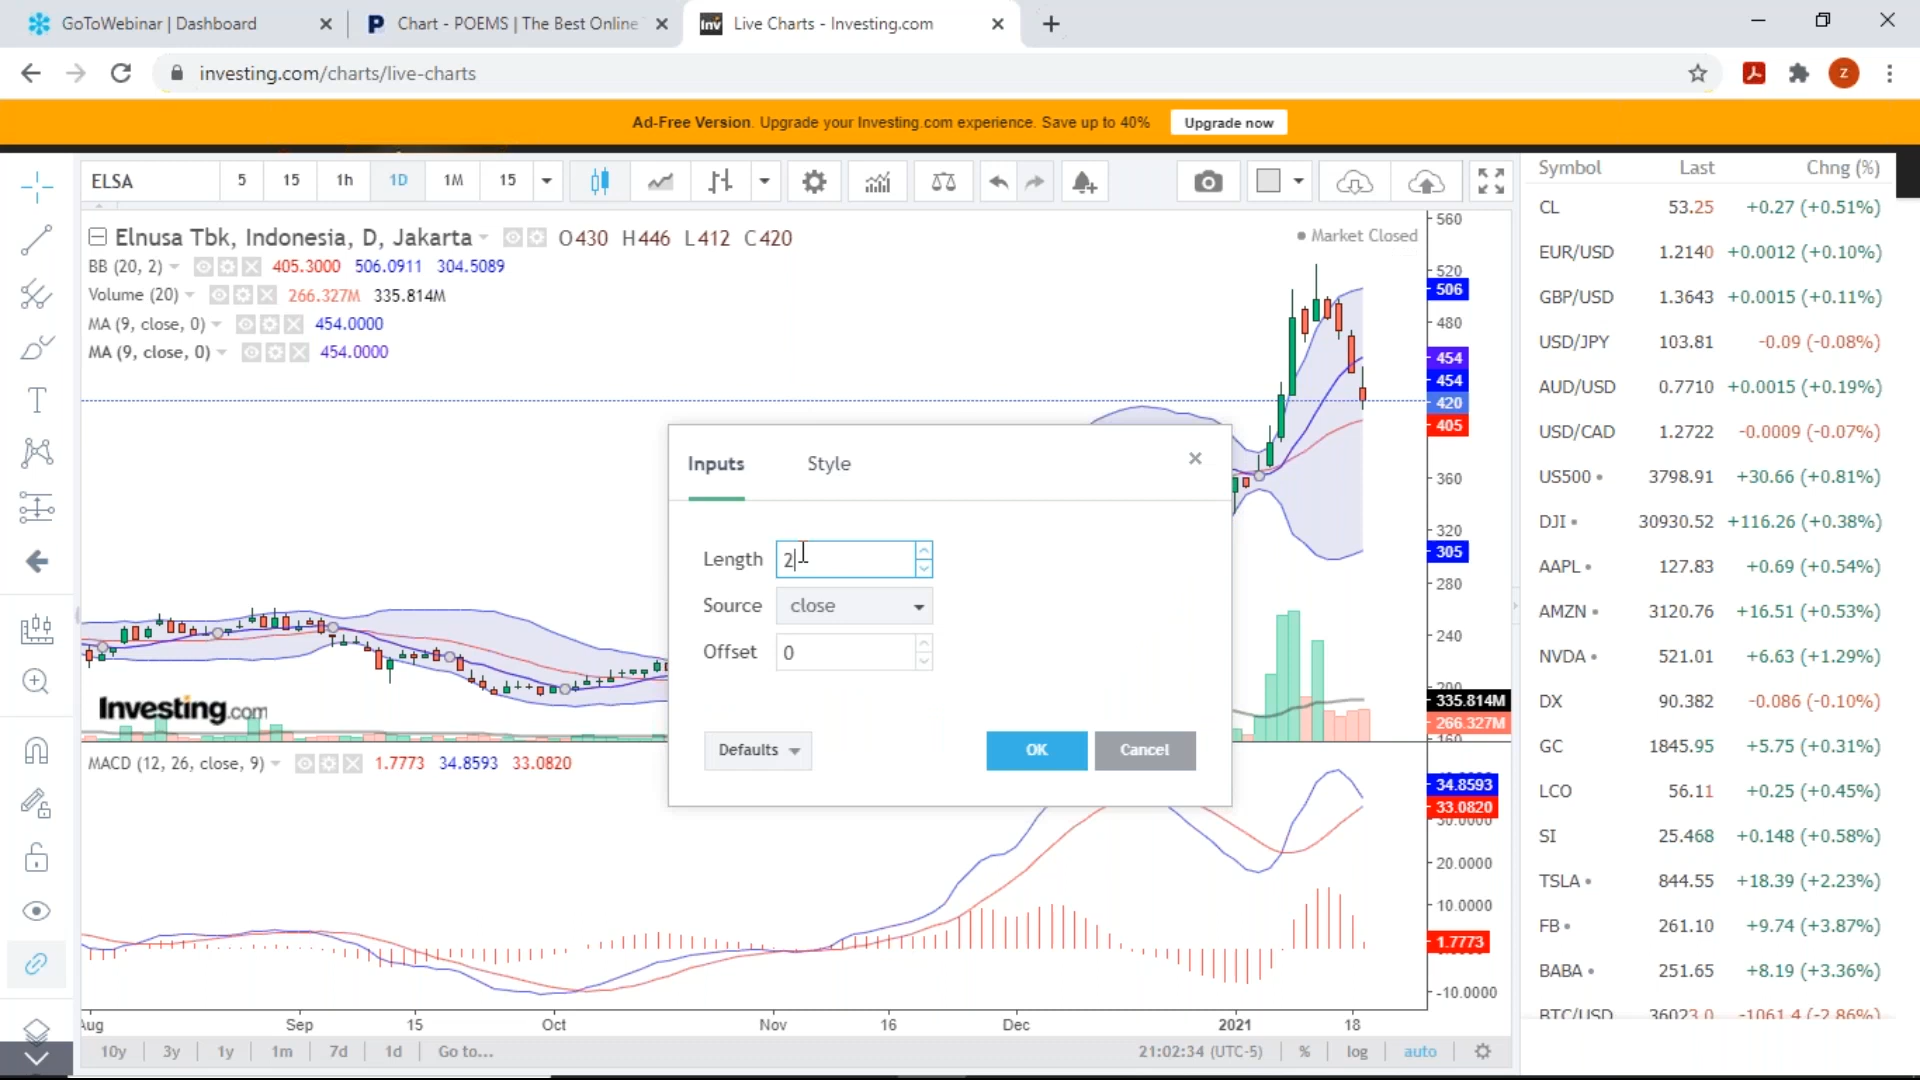 GoToWebinar | Dashboard
Chart - POEMS | The Best Online
Live Charts - Investing.com
investing.com/charts/live-charts
Z
Ad-Free Version. Upgrade your Investing.com experience. Save up to 40%
Upgrade now
ELSA 5 15 1h 1D 1M 15
Elnusa Tbk, Indonesia, D, Jakarta O430 H446 L412 C420
Market Closed
BB (20, 2) 405.3000 506.0911 304.5089
Volume (20) 266.327M 335.814M
MA (9, close, 0) 454.0000
MA (9, close, 0) 454.0000
560
520
506
480
454
454
420
405
360
320
305
280
240
335.814M
266.327M
Inputs Style
Length 2
Source close
Offset 0
Defaults OK Cancel
Investing.com
MACD (12, 26, close, 9) 1.7773 34.8593 33.0820
34.8593
33.0820
20.0000
10.0000
1.7773
-10.0000
Aug Sep 15 Oct Nov 16 Dec 2021 18
10y 3y 1y 1m 7d 1d Go to... 21:02:34 (UTC-5) % log auto
Symbol Last Chng (%)
CL 53.25 +0.27 (+0.51%)
EUR/USD 1.2140 +0.0012 (+0.10%)
GBP/USD 1.3643 +0.0015 (+0.11%)
USD/JPY 103.81 -0.09 (-0.08%)
AUD/USD 0.7710 +0.0015 (+0.19%)
USD/CAD 1.2722 -0.0009 (-0.07%)
US500 3798.91 +30.66 (+0.81%)
DJI 30930.52 +116.26 (+0.38%)
AAPL 127.83 +0.69 (+0.54%)
AMZN 3120.76 +16.51 (+0.53%)
NVDA 521.01 +6.63 (+1.29%)
DX 90.382 -0.086 (-0.10%)
GC 1845.95 +5.75 (+0.31%)
LCO 56.11 +0.25 (+0.45%)
SI 25.468 +0.148 (+0.58%)
TSLA 844.55 +18.39 (+2.23%)
FB 261.10 +9.74 (+3.87%)
BABA 251.65 +8.19 (+3.36%)
BTC/USD 36023.0 -1061.4 (-2.86%)